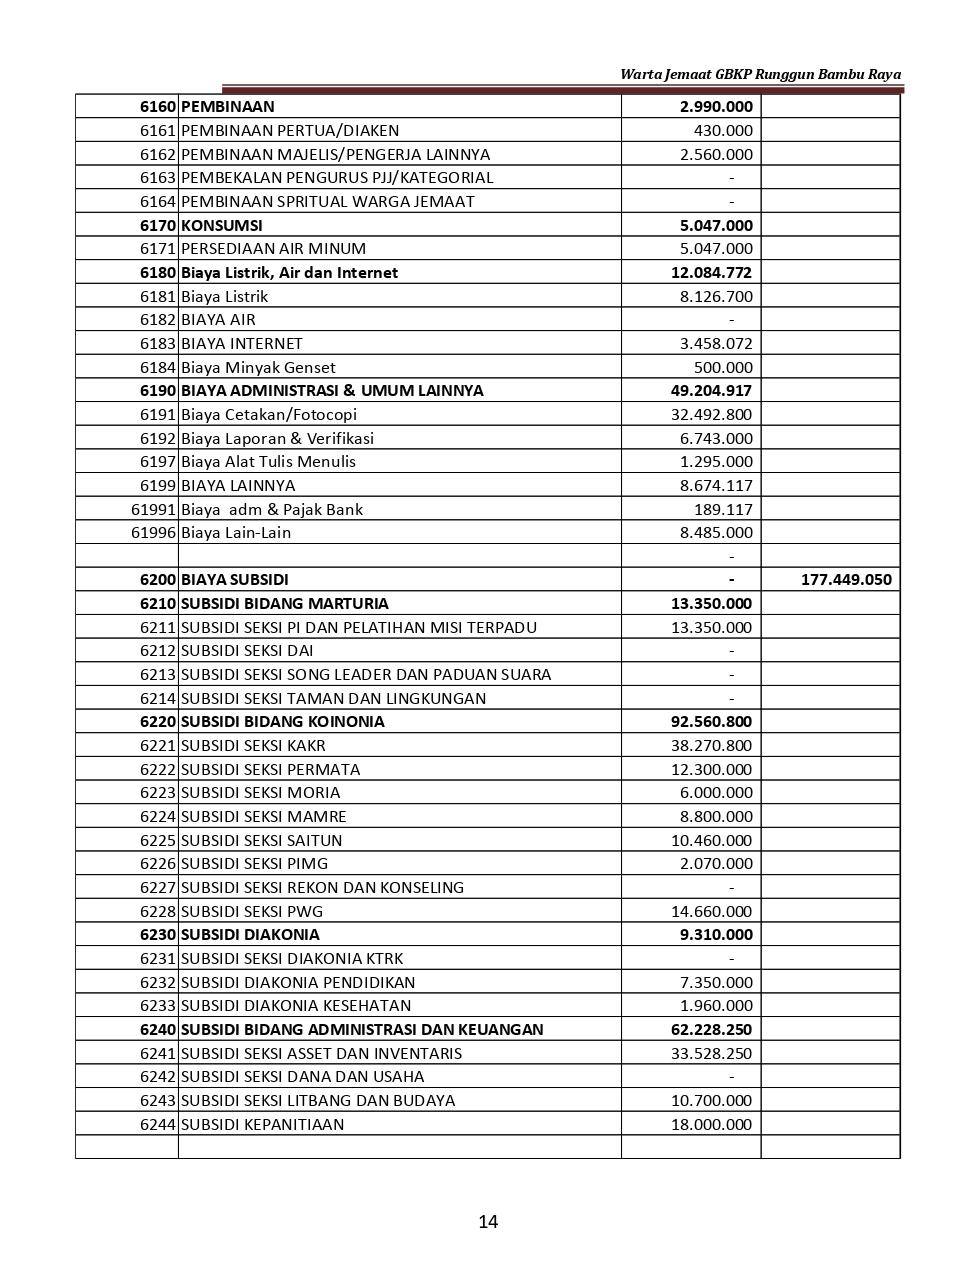 Warta Jemaat GBKP Runggun Bambu Raya
6160 PEMBINAAN 2.990.000
6161 PEMBINAAN PERTUA/DIAKEN 430.000
6162 PEMBINAAN MAJELIS/PENGERJA LAINNYA 2.560.000
6163 PEMBEKALAN PENGURUS PJJ/KATEGORIAL -
6164 PEMBINAAN SPRITUAL WARGA JEMAAT -
6170 KONSUMSI 5.047.000
6171 PERSEDIAAN AIR MINUM 5.047.000
6180 Biaya Listrik, Air dan Internet 12.084.772
6181 Biaya Listrik 8.126.700
6182 BIAYA AIR -
6183 BIAYA INTERNET 3.458.072
6184 Biaya Minyak Genset 500.000
6190 BIAYA ADMINISTRASI & UMUM LAINNYA 49.204.917
6191 Biaya Cetakan/Fotocopi 32.492.800
6192 Biaya Laporan & Verifikasi 6.743.000
6197 Biaya Alat Tulis Menulis 1.295.000
6199 BIAYA LAINNYA 8.674.117
61991 Biaya  adm & Pajak Bank 189.117
61996 Biaya Lain-Lain 8.485.000
-
6200 BIAYA SUBSIDI - 177.449.050
6210 SUBSIDI BIDANG MARTURIA 13.350.000
6211 SUBSIDI SEKSI PI DAN PELATIHAN MISI TERPADU 13.350.000
6212 SUBSIDI SEKSI DAI -
6213 SUBSIDI SEKSI SONG LEADER DAN PADUAN SUARA -
6214 SUBSIDI SEKSI TAMAN DAN LINGKUNGAN -
6220 SUBSIDI BIDANG KOINONIA 92.560.800
6221 SUBSIDI SEKSI KAKR 38.270.800
6222 SUBSIDI SEKSI PERMATA 12.300.000
6223 SUBSIDI SEKSI MORIA 6.000.000
6224 SUBSIDI SEKSI MAMRE 8.800.000
6225 SUBSIDI SEKSI SAITUN 10.460.000
6226 SUBSIDI SEKSI PIMG 2.070.000
6227 SUBSIDI SEKSI REKON DAN KONSELING -
6228 SUBSIDI SEKSI PWG 14.660.000
6230 SUBSIDI DIAKONIA 9.310.000
6231 SUBSIDI SEKSI DIAKONIA KTRK -
6232 SUBSIDI DIAKONIA PENDIDIKAN 7.350.000
6233 SUBSIDI DIAKONIA KESEHATAN 1.960.000
6240 SUBSIDI BIDANG ADMINISTRASI DAN KEUANGAN 62.228.250
6241 SUBSIDI SEKSI ASSET DAN INVENTARIS 33.528.250
6242 SUBSIDI SEKSI DANA DAN USAHA -
6243 SUBSIDI SEKSI LITBANG DAN BUDAYA 10.700.000
6244 SUBSIDI KEPANITIAAN 18.000.000
14